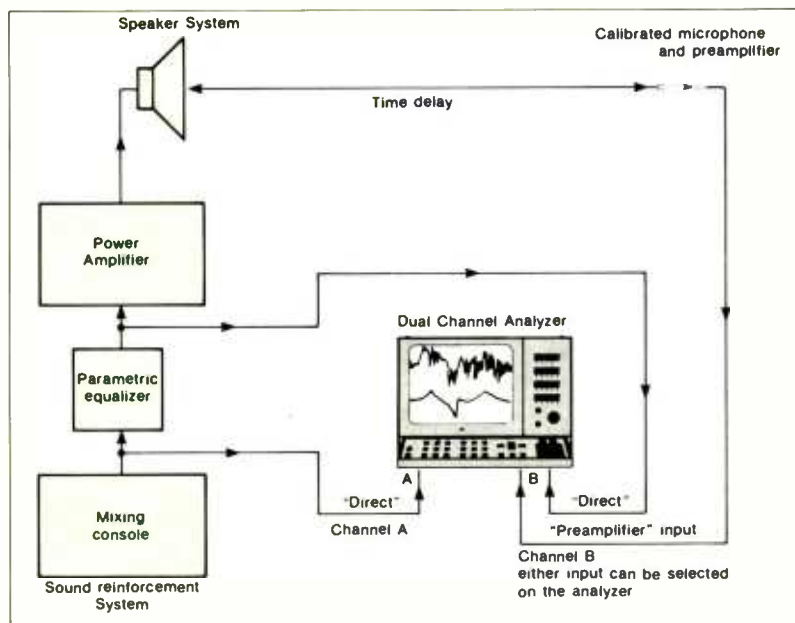 Speaker System
Calibrated microphone
and preamplifier
Time delay
Power
Amplifier
Dual Channel Analyzer
Parametric
equalizer
A
B
"Direct"
"Direct"
Channel A
"Preamplifier" input
Mixing
console
Channel B
either input can be selected
on the analyzer
Sound reinforcement
System